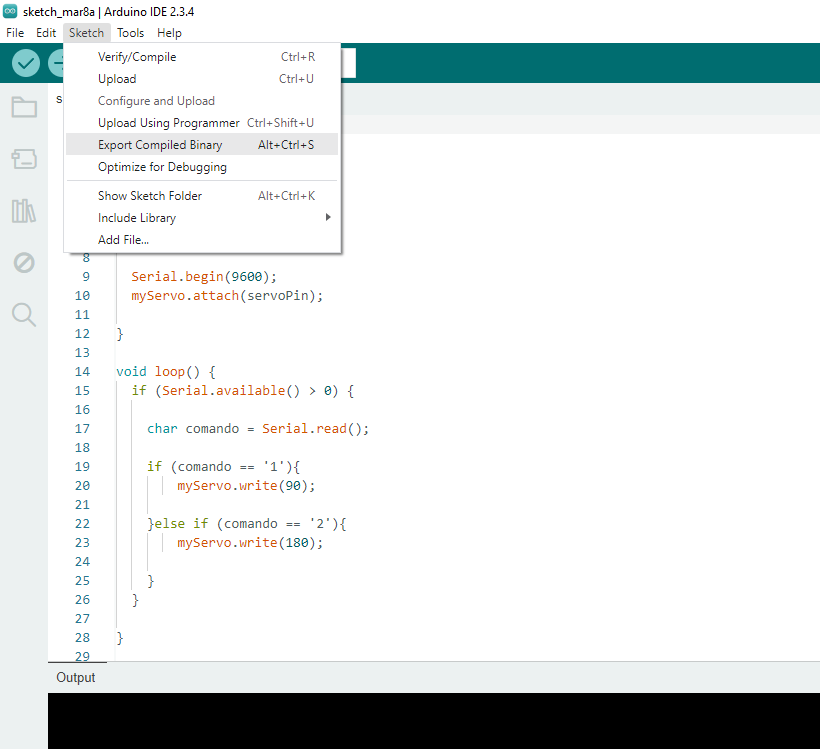 sketch_mar8a | Arduino IDE 2.3.4
File Edit Sketch Tools Help
Verify/Compile Ctrl+R
Upload Ctrl+U
Configure and Upload
Upload Using Programmer Ctrl+Shift+U
Export Compiled Binary Alt+Ctrl+S
Optimize for Debugging
Show Sketch Folder Alt+Ctrl+K
Include Library
Add File...
s
8
9 Serial.begin(9600);
10 myServo.attach(servoPin);
11
12 }
13
14 void loop() {
15 if (Serial.available() > 0) {
16
17 char comando = Serial.read();
18
19 if (comando == '1'){
20 myServo.write(90);
21
22 }else if (comando == '2'){
23 myServo.write(180);
24
25 }
26 }
27
28 }
29
Output